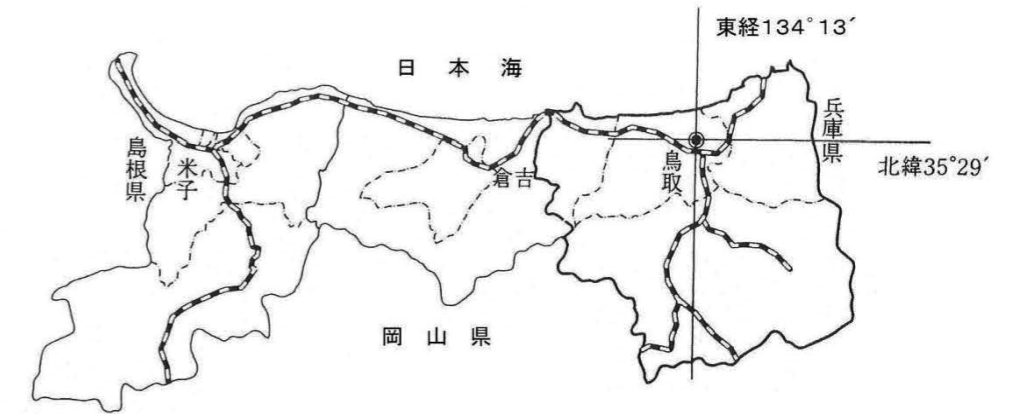 東経134°13′
日本海
兵庫県
北緯35°29′
島根県
米子
倉吉
鳥取
岡山県